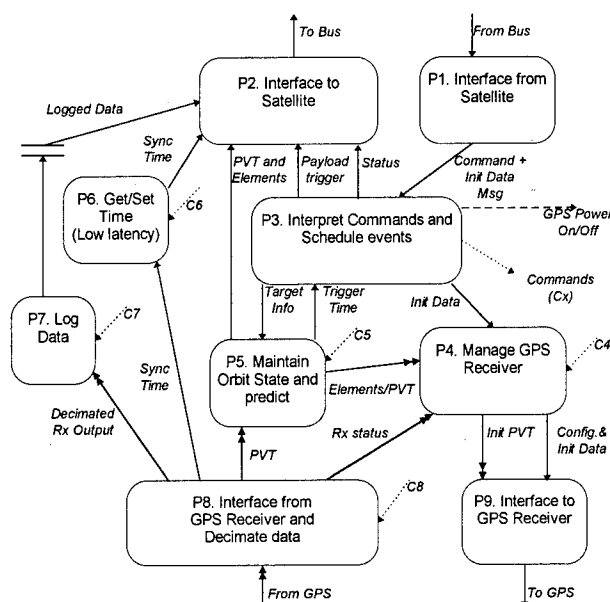 To Bus
From Bus
P2. Interface to
Satellite
P1. Interface from
Satellite
Logged Data
Sync
Time
PVT and
Elements
Payload
trigger
Status
Command +
Init Data
Msg
P6. Get/Set
Time
(Low latency)
C6
P3. Interpret Commands and
Schedule events
GPS Power
On/Off
Commands
(Cx)
Target
Info
Trigger
Time
Init Data
P7. Log
Data
C7
Sync
Time
P5. Maintain
Orbit State and
predict
C5
P4. Manage GPS
Receiver
C4
Elements/PVT
Decimated
Rx Output
PVT
Rx status
Init PVT
Config.&
Init Data
P8. Interface from
GPS Receiver and
Decimate data
C8
P9. Interface to
GPS Receiver
From GPS
To GPS